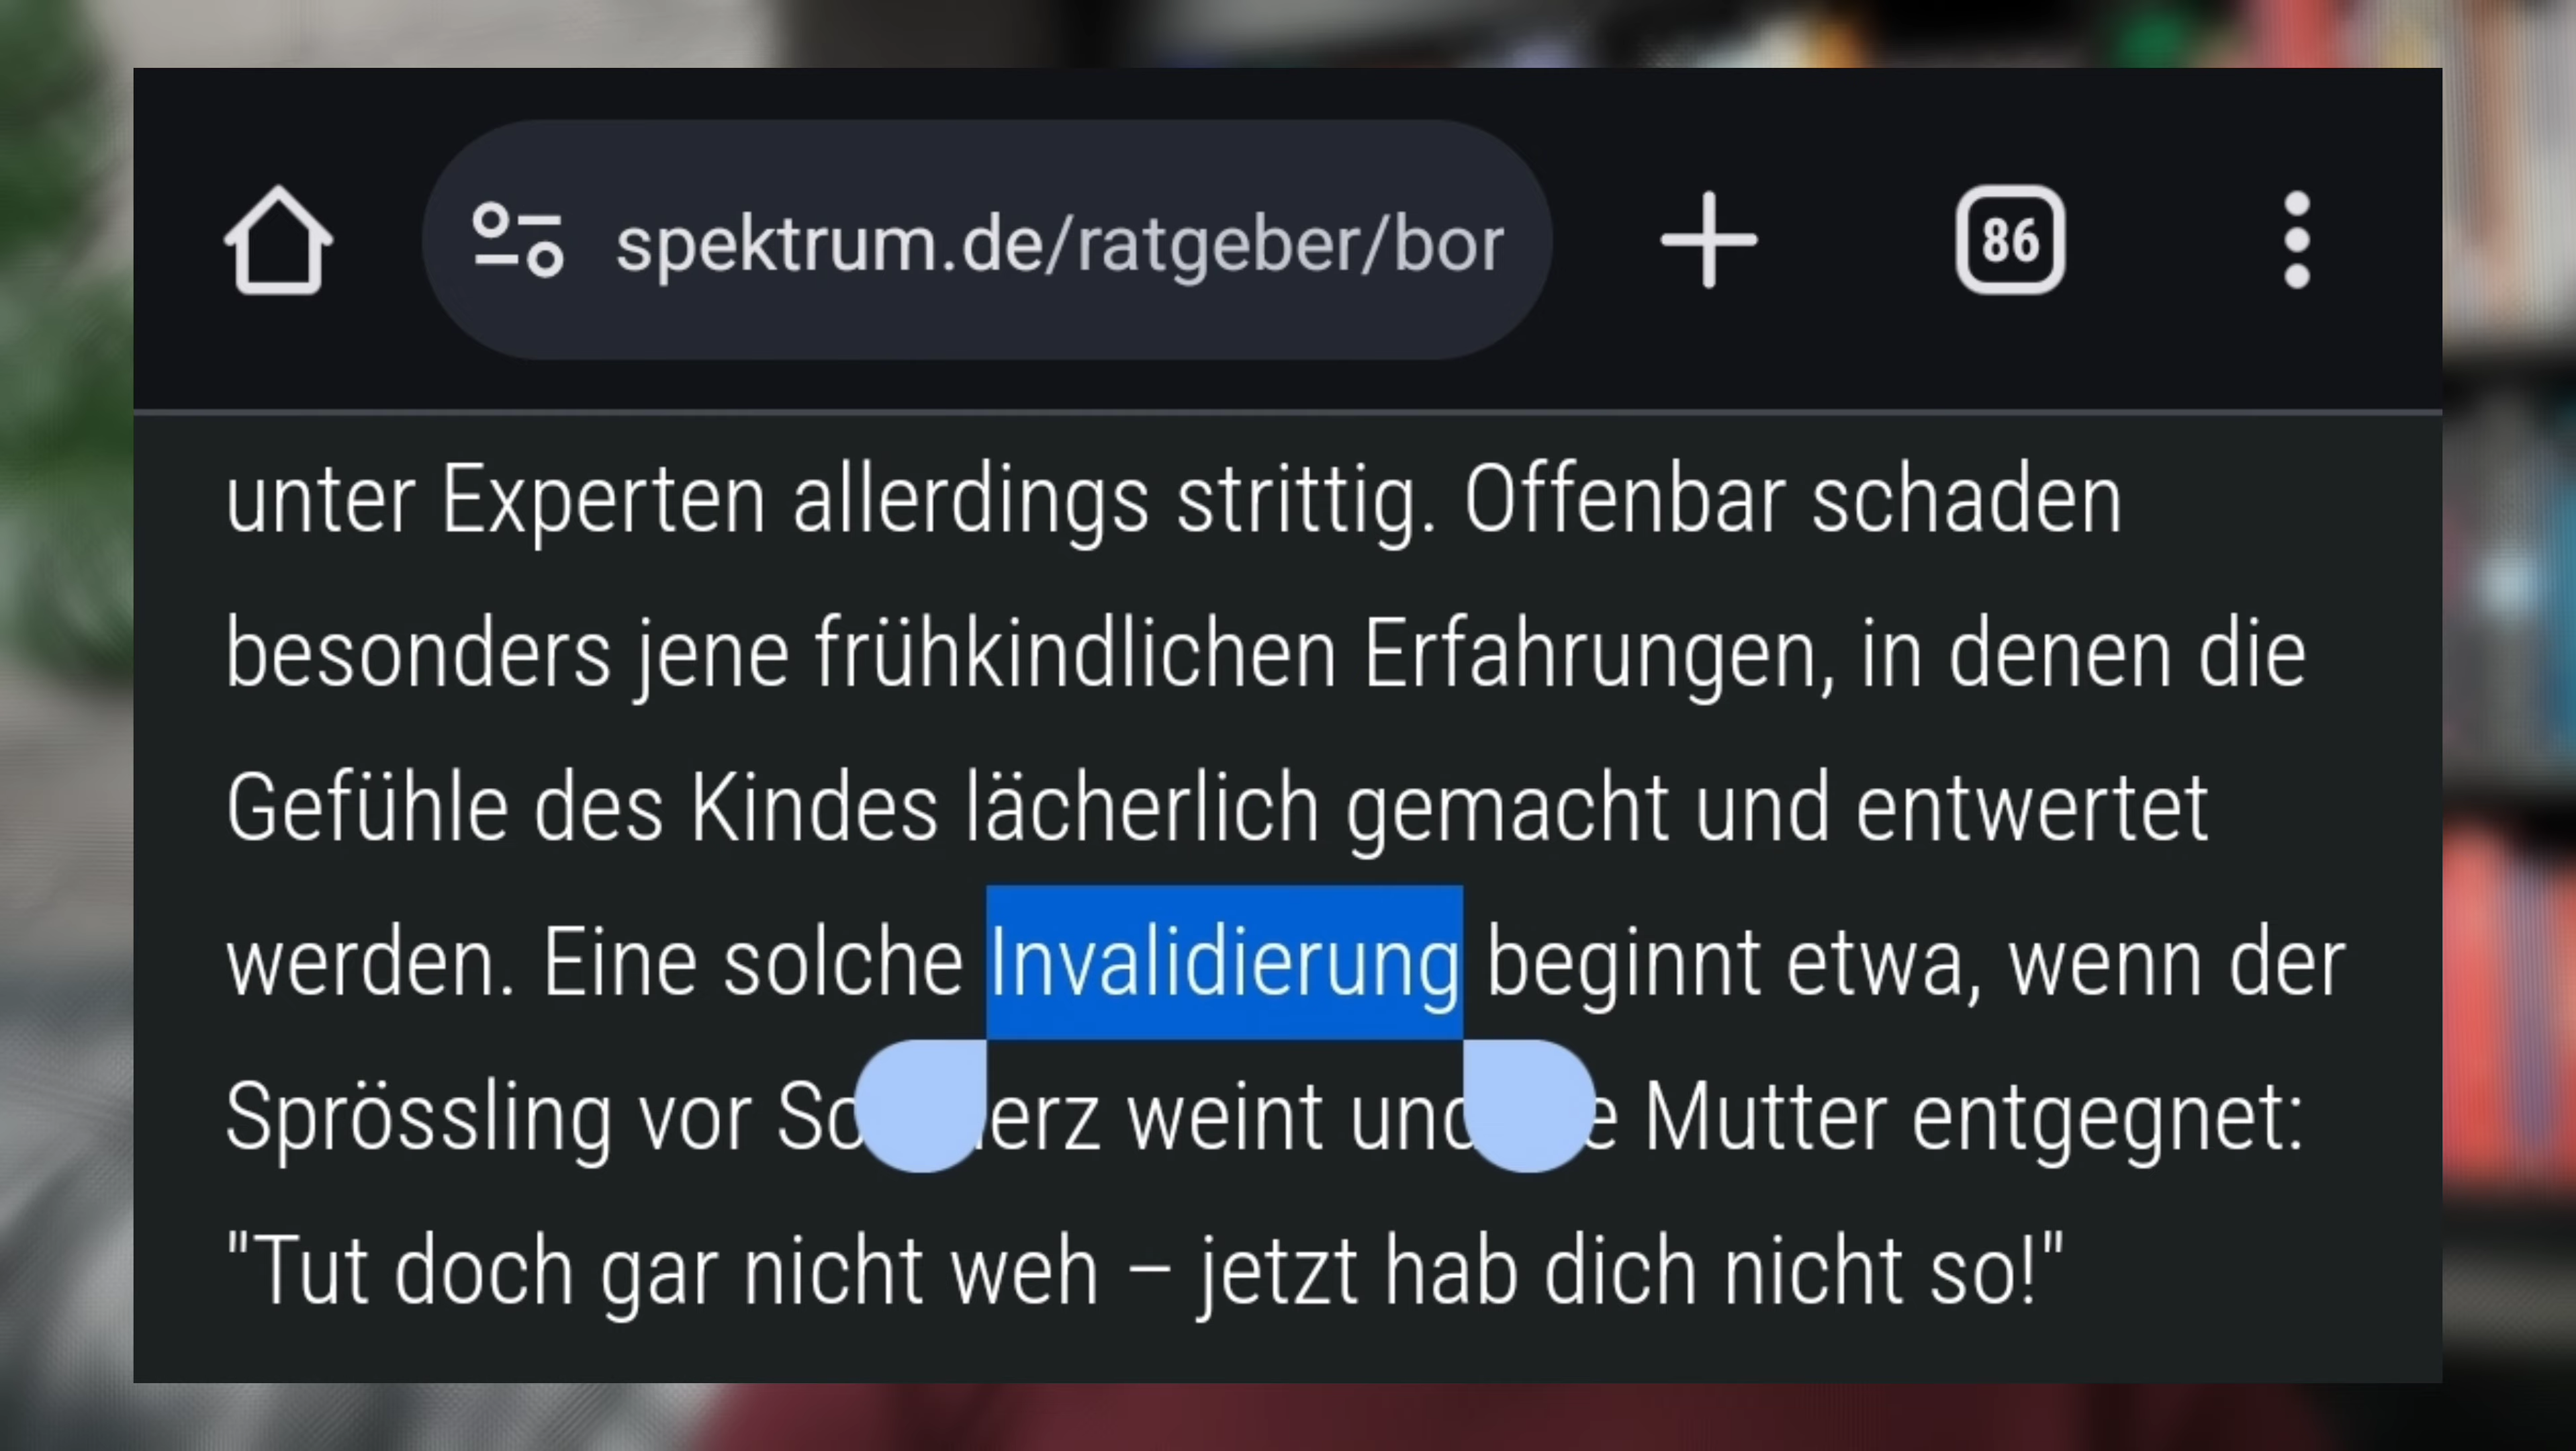 spektrum.de/ratgeber/bor
86
unter Experten allerdings strittig. Offenbar schaden
besonders jene frühkindlichen Erfahrungen, in denen die
Gefühle des Kindes lächerlich gemacht und entwertet
werden. Eine solche Invalidierung beginnt etwa, wenn der
Sprössling vor weint Mutter entgegnet:
"Tut doch gar nicht weh – jetzt hab dich nicht so!"